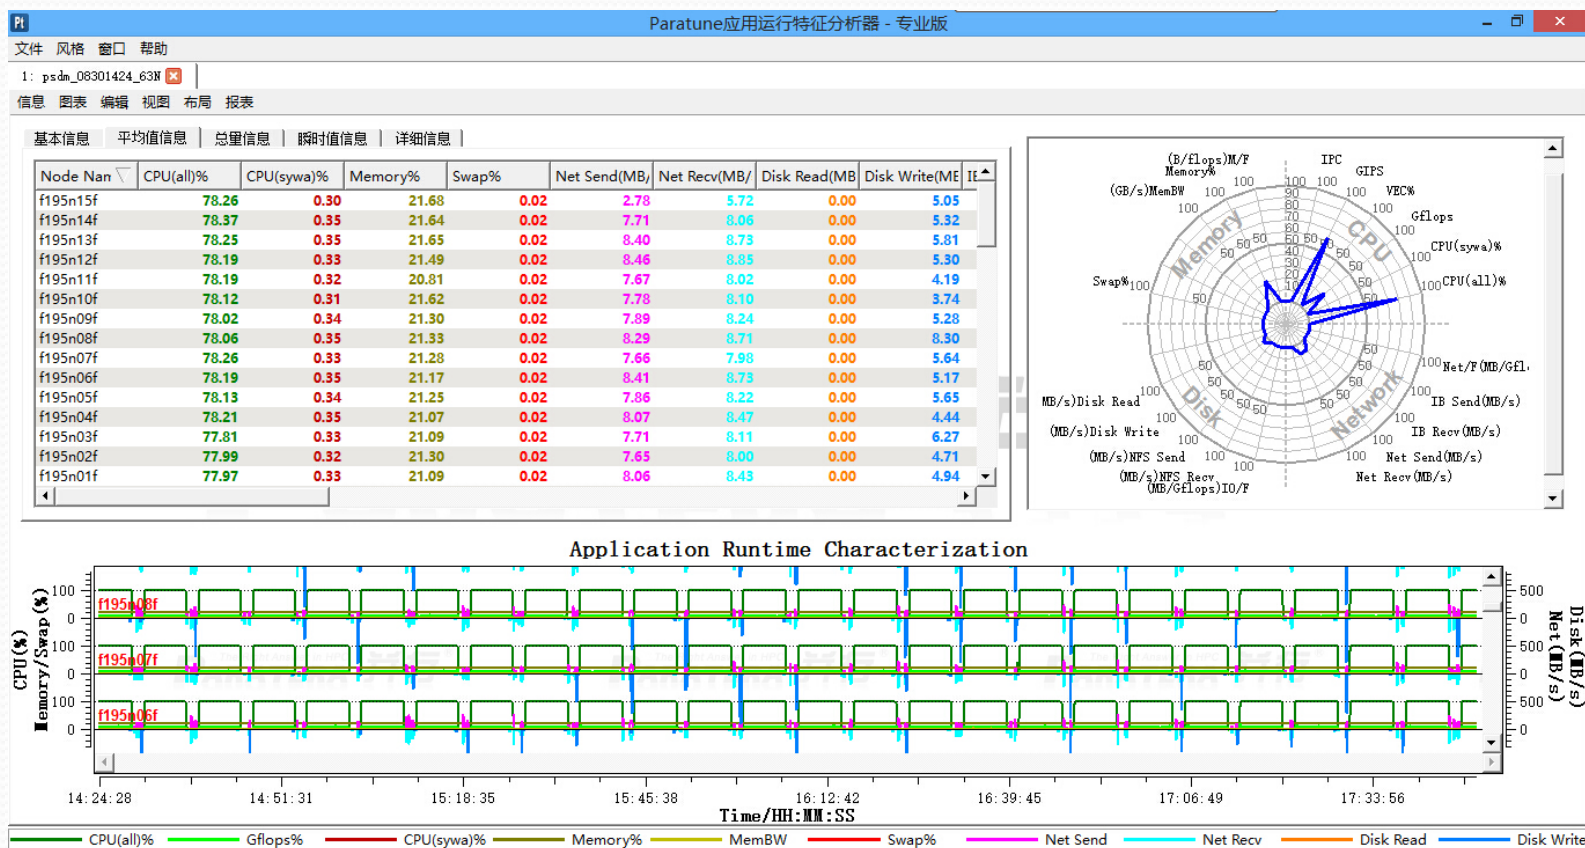 Pt
Paratune应用运行特征分析器 - 专业版
文件 风格 窗口 帮助
1: psdm_08301424_63N
信息 图表 编辑 视图 布局 报表
基本信息 平均值信息 总量信息 瞬时值信息 详细信息
Node Nan CPU(all)% CPU(sywa)% Memory% Swap% Net Send(MB/ Net Recv(MB/ Disk Read(MB Disk Write(ME IE
f195n15f 78.26 0.30 21.68 0.02 2.78 5.72 0.00 5.05
f195n14f 78.37 0.35 21.64 0.02 7.71 8.06 0.00 5.32
f195n13f 78.25 0.35 21.65 0.02 8.40 8.73 0.00 5.81
f195n12f 78.19 0.33 21.49 0.02 8.46 8.85 0.00 5.30
f195n11f 78.19 0.32 20.81 0.02 7.67 8.02 0.00 4.19
f195n10f 78.12 0.31 21.62 0.02 7.78 8.10 0.00 3.74
f195n09f 78.02 0.34 21.30 0.02 7.89 8.24 0.00 5.28
f195n08f 78.06 0.35 21.33 0.02 8.29 8.71 0.00 8.30
f195n07f 78.26 0.33 21.28 0.02 7.66 7.98 0.00 5.64
f195n06f 78.19 0.35 21.17 0.02 8.41 8.73 0.00 5.17
f195n05f 78.13 0.34 21.25 0.02 7.86 8.22 0.00 5.65
f195n04f 78.21 0.35 21.07 0.02 8.07 8.47 0.00 4.44
f195n03f 77.81 0.33 21.09 0.02 7.71 8.11 0.00 6.27
f195n02f 77.99 0.32 21.30 0.02 7.65 8.00 0.00 4.71
f195n01f 77.97 0.33 21.09 0.02 8.06 8.43 0.00 4.94
(B/flops)M/F IPC
Memory% GIPS
(GB/s)MemBW VEC%
Gflops
CPU(sywa)%
Swap% CPU(all)%
Memory CPU
Disk Network
Net/F(MB/Gfl.
MB/s)Disk Read IB Send(MB/s)
(MB/s)Disk Write IB Recv(MB/s)
(MB/s)NFS Send Net Send(MB/s)
(MB/s)NFS Recv Net Recv(MB/s)
(MB/Gflops)IO/F
Application Runtime Characterization
CPU(%)
Memory/Swap(%)
100 f195n08f 500
0 0
100 f195n07f 500
0 0
100 f195n06f 500
0 0
Disk(MB/s)
Net(MB/s)
14:24:28 14:51:31 15:18:35 15:45:38 16:12:42 16:39:45 17:06:49 17:33:56
Time/HH:MM:SS
CPU(all)% Gflops% CPU(sywa)% Memory% MemBW Swap% Net Send Net Recv Disk Read Disk Write